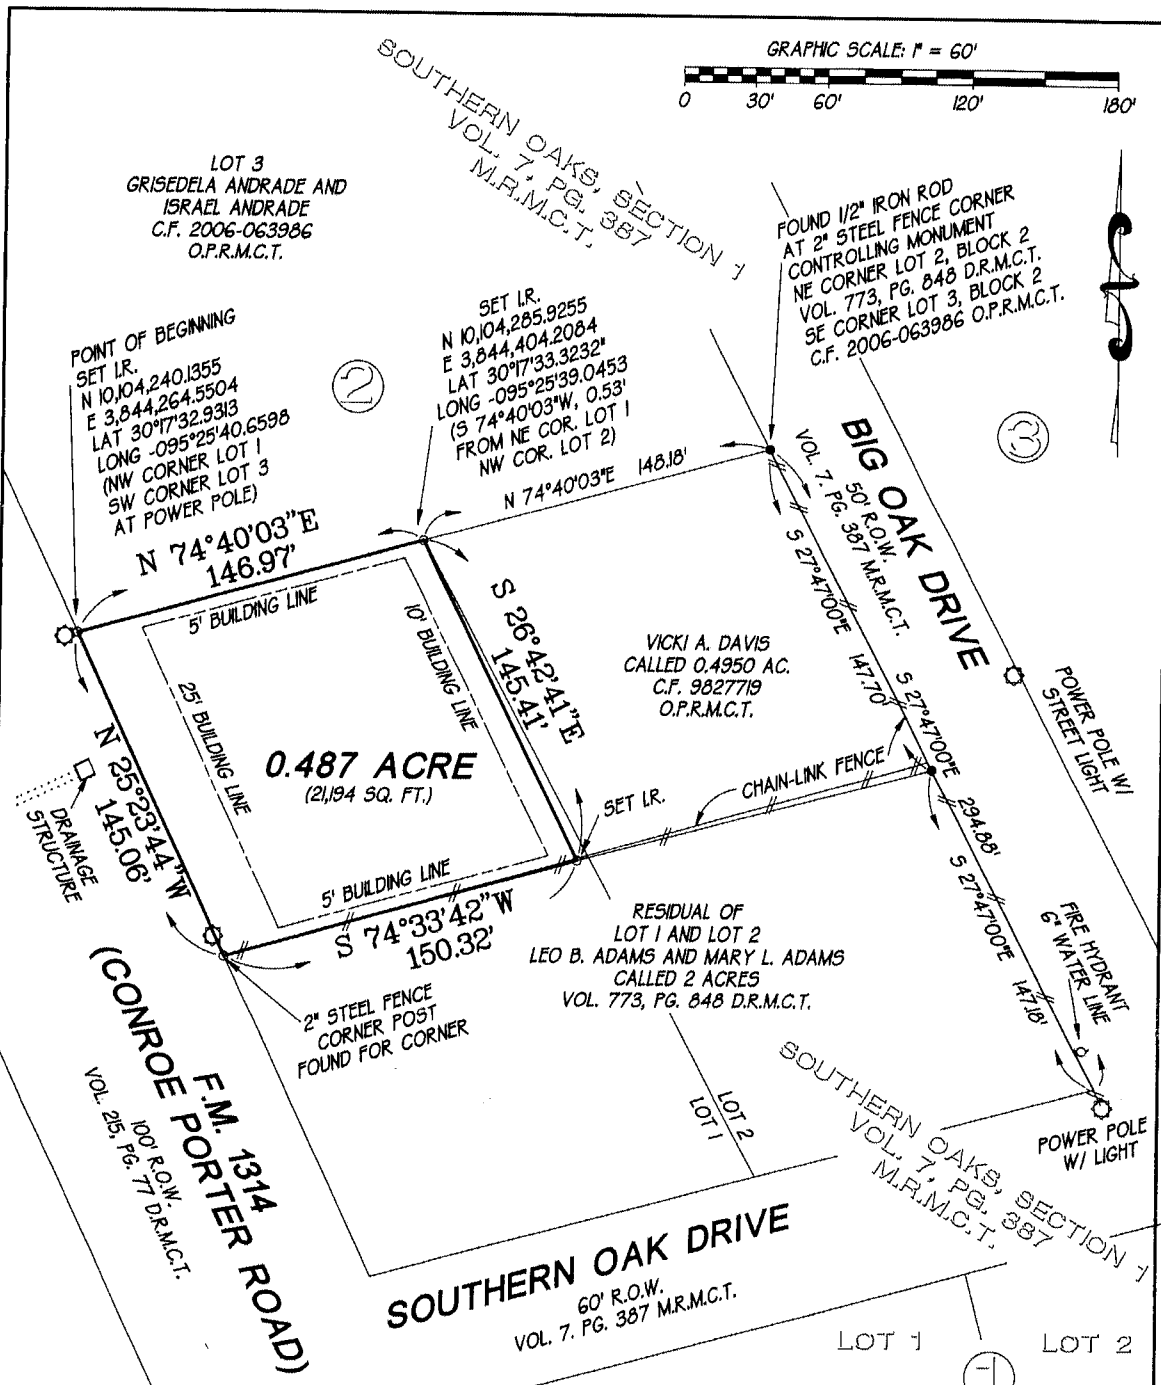 GRAPHIC SCALE: 1" = 60'
0 30' 60' 120' 180'
SOUTHERN OAKS, SECTION 1
VOL. 7, PG. 387
M.R.M.C.T.
LOT 3
GRISEDELA ANDRADE AND
ISRAEL ANDRADE
C.F. 2006-063986
O.P.R.M.C.T.
FOUND 1/2" IRON ROD
AT 2" STEEL FENCE CORNER
CONTROLLING MONUMENT
NE CORNER LOT 2, BLOCK 2
VOL. 773, PG. 848 D.R.M.C.T.
SE CORNER LOT 3, BLOCK 2
C.F. 2006-063986 O.P.R.M.C.T.
POINT OF BEGINNING
SET I.R.
N 10,104,240.1355
E 3,844,264.5504
LAT 30°17'32.9313
LONG -095°25'40.6598
(NW CORNER LOT 1
SW CORNER LOT 3
AT POWER POLE)
2
SET I.R.
N 10,104,285.9255
E 3,844,404.2084
LAT 30°17'33.3232"
LONG -095°25'39.0453
(S 74°40'03"W, 0.53'
FROM NE COR. LOT 1
NW COR. LOT 2)
3
N 74°40'03"E 148.18'
BIG OAK DRIVE
50' R.O.W.
VOL. 7. PG. 387 M.R.M.C.T.
N 74°40'03"E
146.97'
5' BUILDING LINE
10' BUILDING LINE
25' BUILDING LINE
S 26°42'41"E
145.41'
S 27°47'00"E 147.70'
VICKI A. DAVIS
CALLED 0.4950 AC.
C.F. 9827719
O.P.R.M.C.T.
POWER POLE W/
STREET LIGHT
S 27°47'00"E 294.88'
0.487 ACRE
(21,194 SQ. FT.)
N 25°23'44"W
145.06'
DRAINAGE
STRUCTURE
CHAIN-LINK FENCE
SET I.R.
5' BUILDING LINE
S 74°33'42"W
150.32'
S 27°47'00"E 147.18'
RESIDUAL OF
LOT 1 AND LOT 2
LEO B. ADAMS AND MARY L. ADAMS
CALLED 2 ACRES
VOL. 773, PG. 848 D.R.M.C.T.
FIRE HYDRANT
6" WATER LINE
2" STEEL FENCE
CORNER POST
FOUND FOR CORNER
F.M. 1314
(CONROE PORTER ROAD)
100' R.O.W.
VOL. 215, PG. 77 D.R.M.C.T.
LOT 2
LOT 1
POWER POLE
W/ LIGHT
SOUTHERN OAKS, SECTION 1
VOL. 7, PG. 387
M.R.M.C.T.
SOUTHERN OAK DRIVE
60' R.O.W.
VOL. 7. PG. 387 M.R.M.C.T.
LOT 1
LOT 2
1